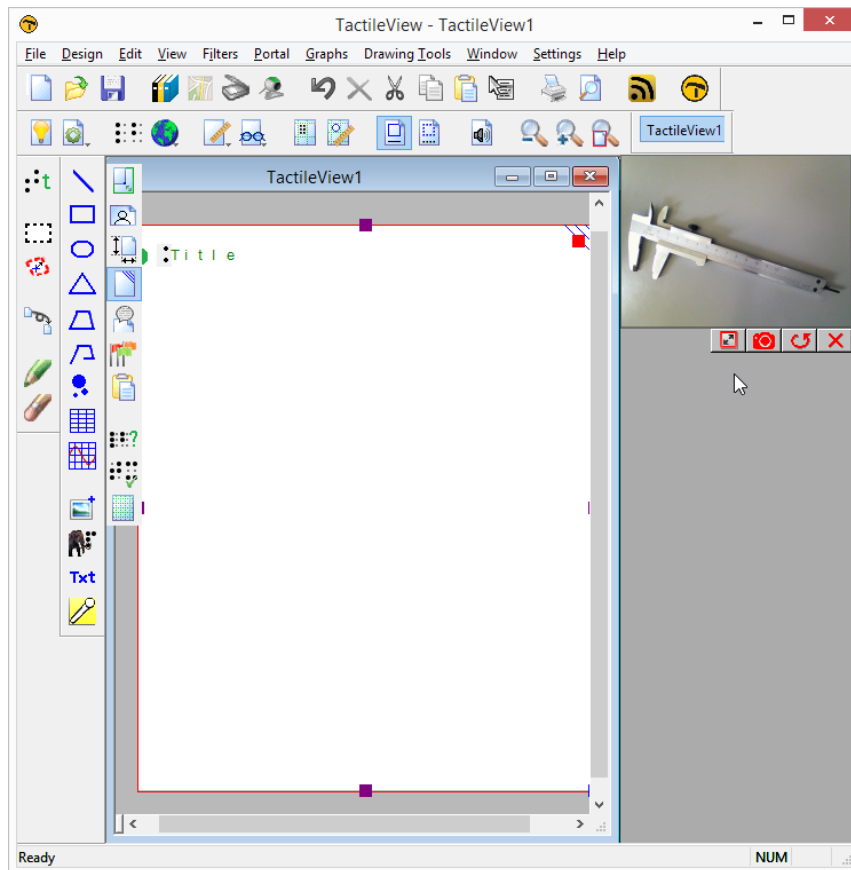 TactileView - TactileView1
File Design Edit View Filters Portal Graphs Drawing Tools Window Settings Help
TactileView1
t
TactileView1
Title
?
Txt
Ready NUM